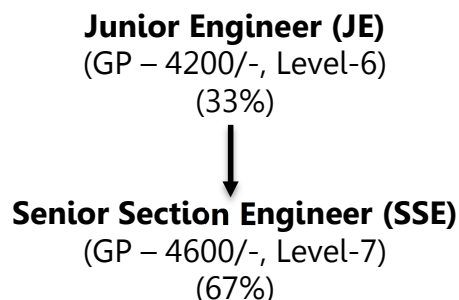 Junior Engineer (JE)
(GP – 4200/-, Level-6)
(33%)
Senior Section Engineer (SSE)
(GP – 4600/-, Level-7)
(67%)